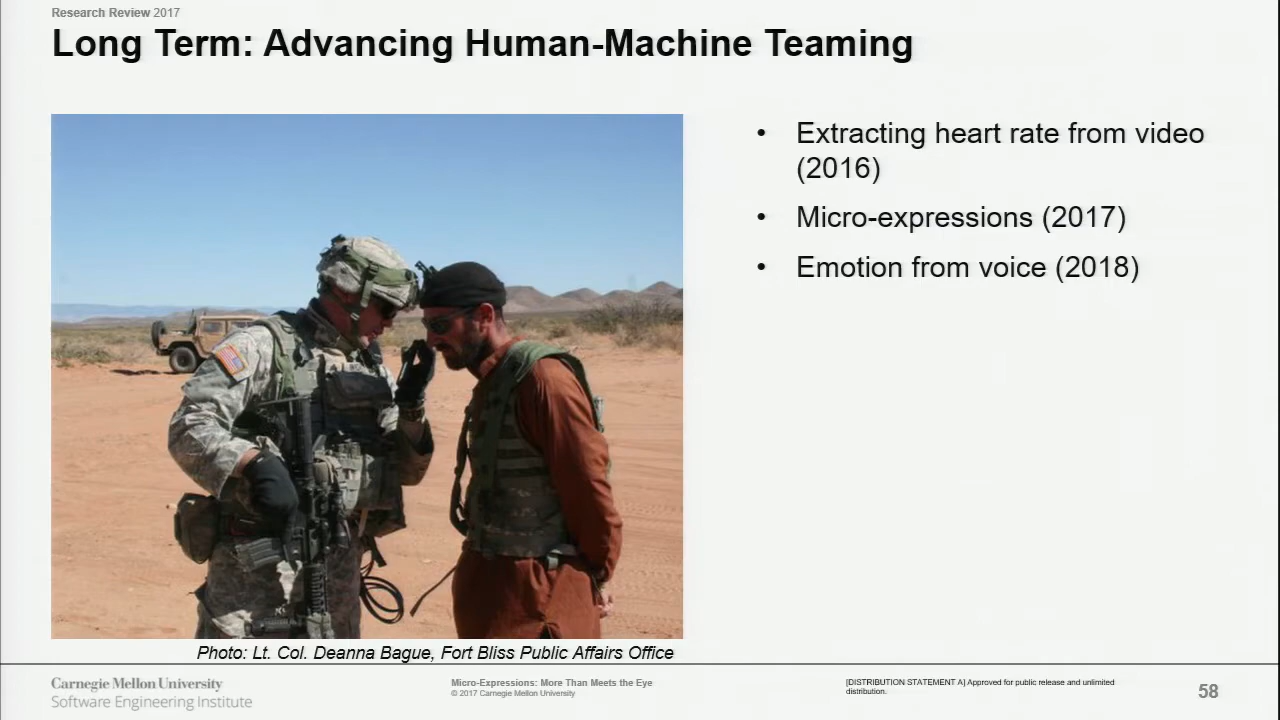 Research Review 2017
Long Term: Advancing Human-Machine Teaming
• Extracting heart rate from video
(2016)
• Micro-expressions (2017)
• Emotion from voice (2018)
Photo: Lt. Col. Deanna Bague, Fort Bliss Public Affairs Office
Carnegie Mellon University
Software Engineering Institute
Micro-Expressions: More Than Meets the Eye
© 2017 Carnegie Mellon University
[DISTRIBUTION STATEMENT A] Approved for public release and unlimited
distribution.
58